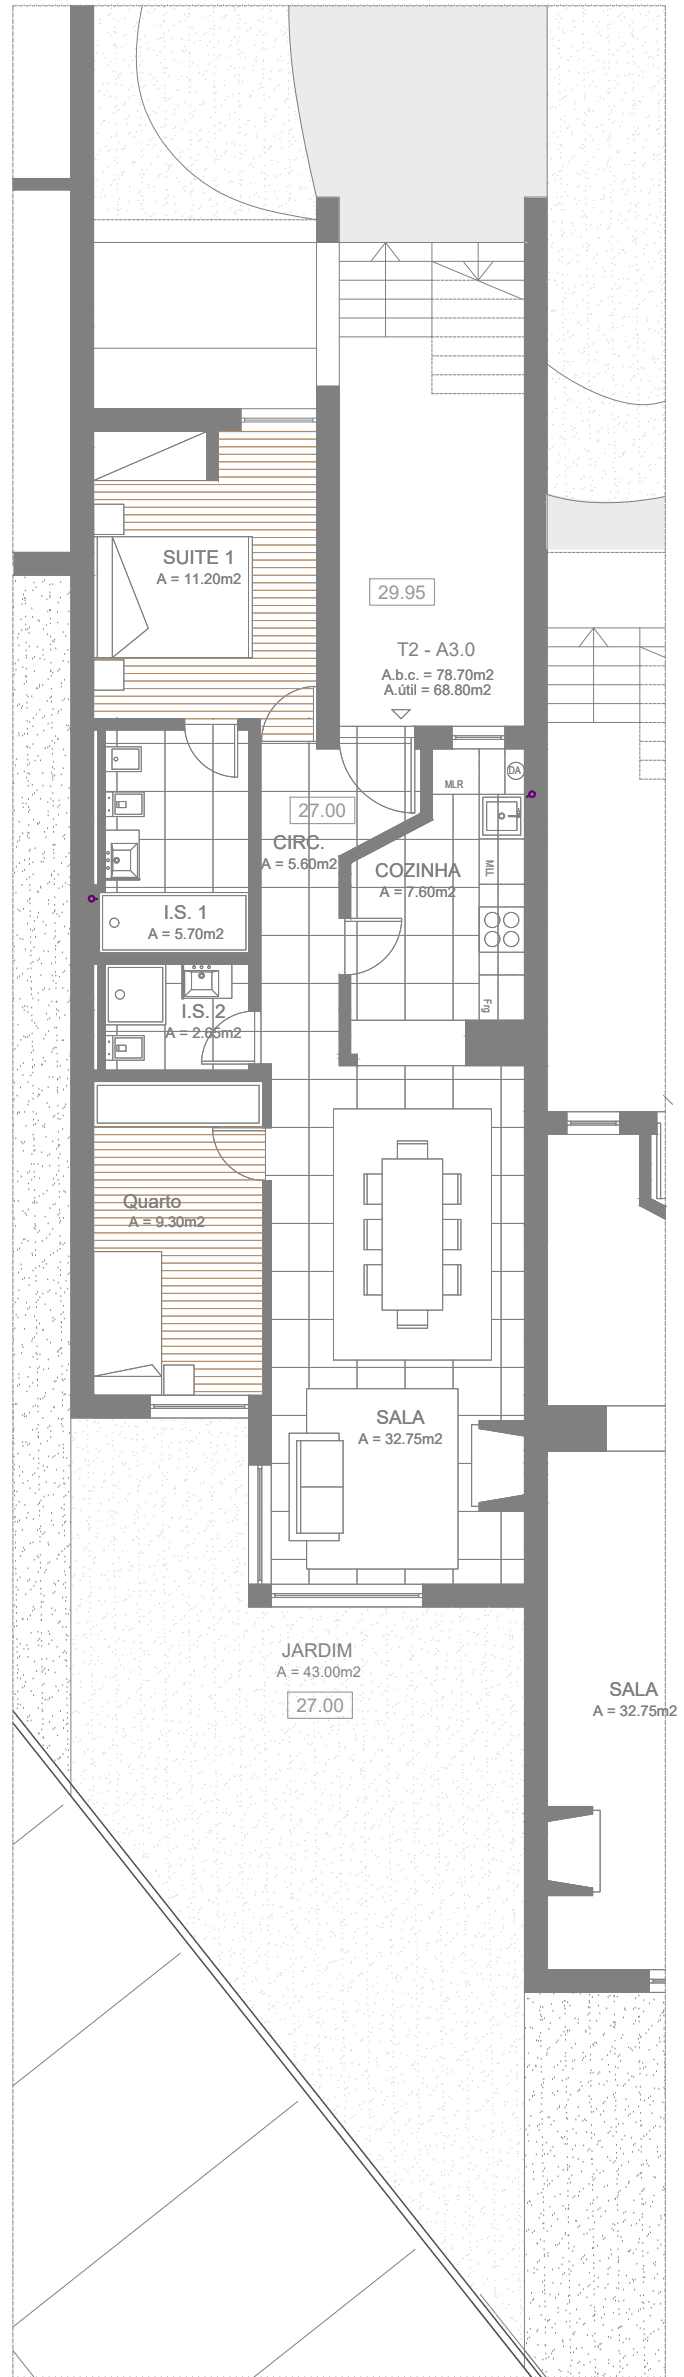 SUITE 1
A = 11.20m2
29.95
T2 - A3.0
A.b.c. = 78.70m2
A.útil = 68.80m2
DA
MLR
27.00
CIRC.
A = 5.60m2
COZINHA
A = 7.60m2
MLL
I.S. 1
A = 5.70m2
I.S. 2
A = 2.65m2
Frg
Quarto
A = 9.30m2
SALA
A = 32.75m2
JARDIM
A = 43.00m2
27.00
SALA
A = 32.75m2